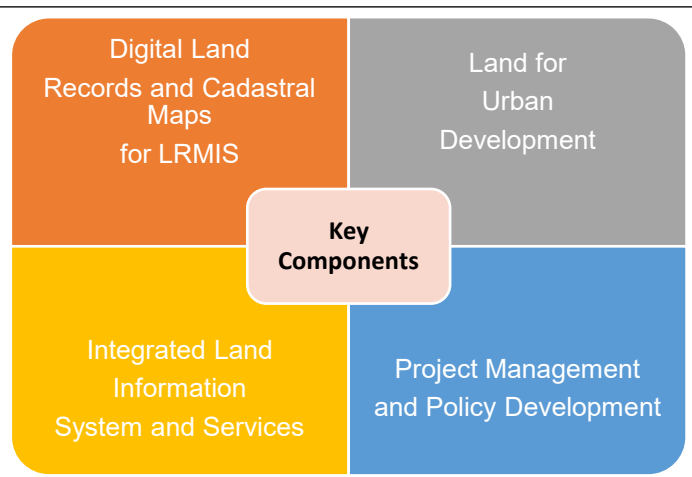 Digital Land
Records and Cadastral
Maps
for LRMIS
Land for
Urban
Development
Key
Components
Integrated Land
Information
System and Services
Project Management
and Policy Development